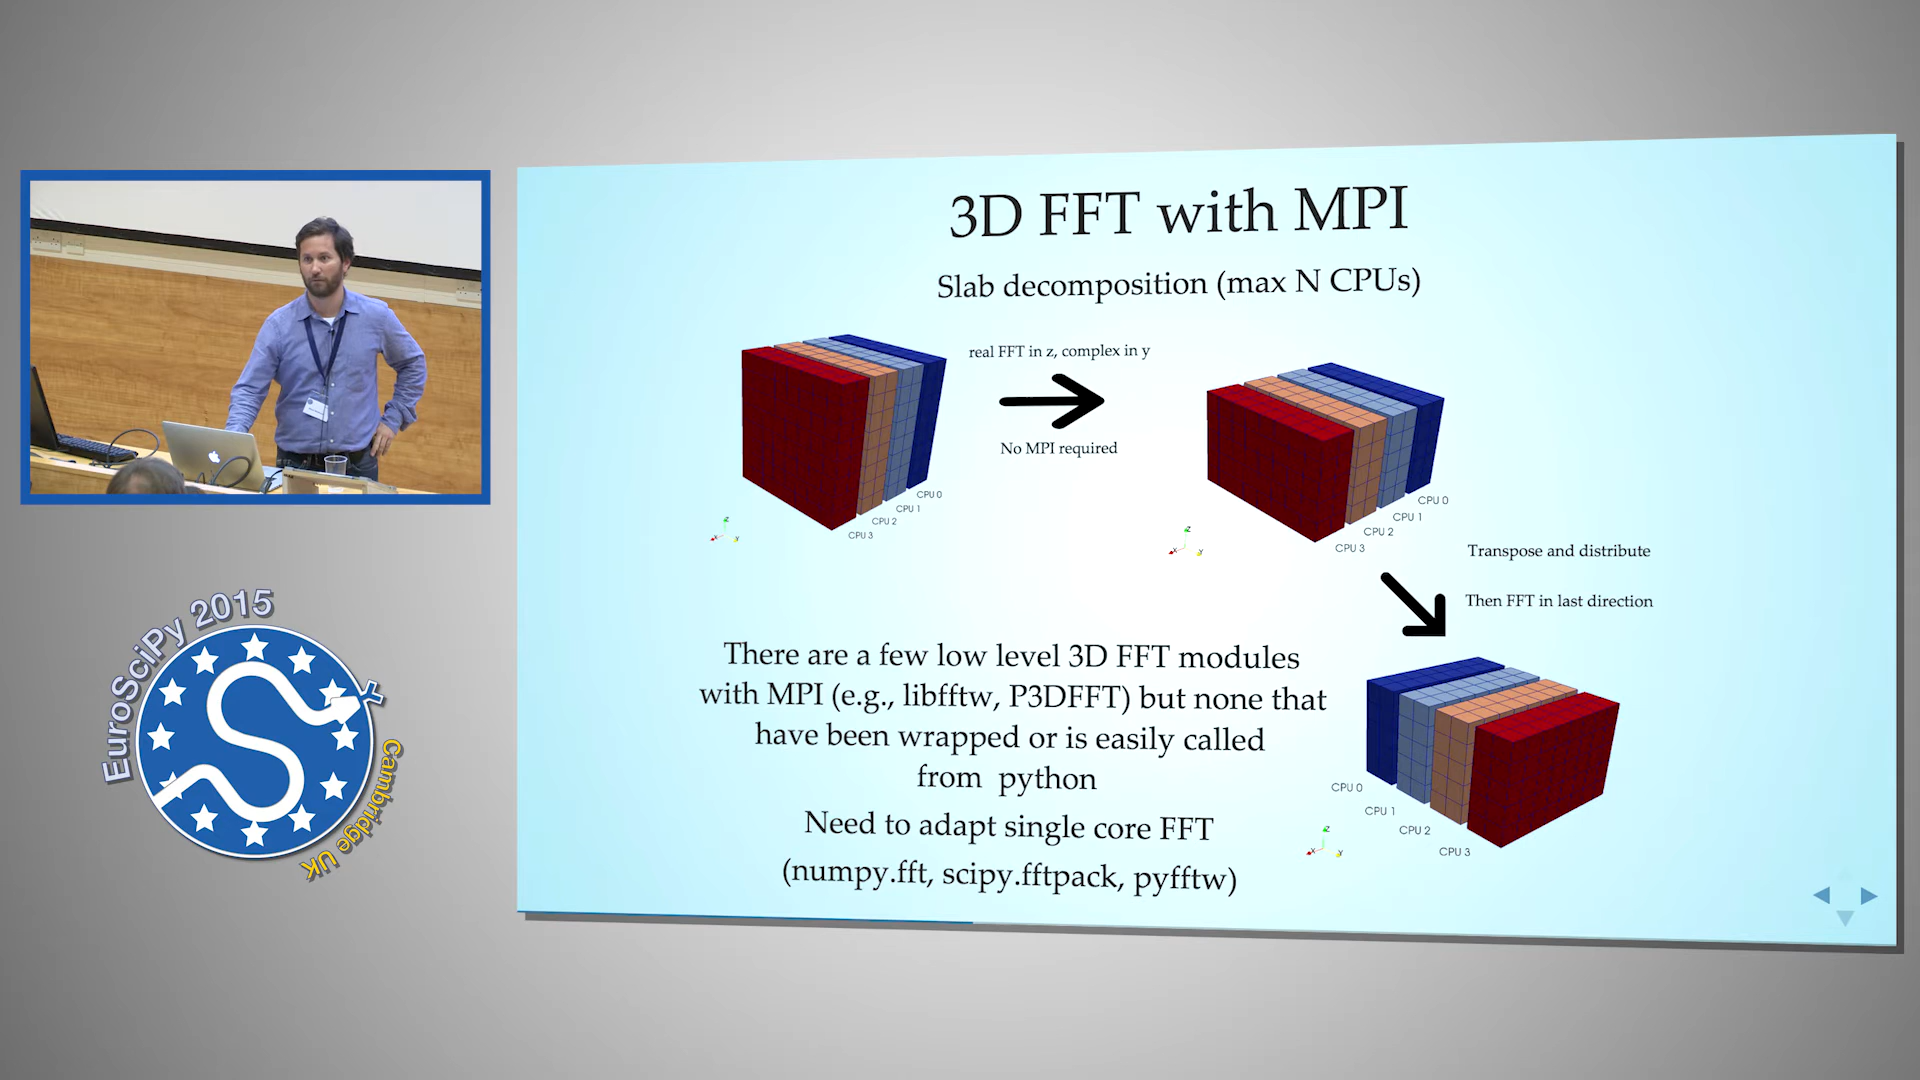 3D FFT with MPI
Slab decomposition (max N CPUs)
real FFT in z, complex in y
No MPI required
CPU 0
CPU 1
CPU 2
CPU 3
CPU 0
CPU 1
CPU 2
CPU 3
Transpose and distribute
Then FFT in last direction
There are a few low level 3D FFT modules
with MPI (e.g., libfftw, P3DFFT) but none that
have been wrapped or is easily called
from python
Need to adapt single core FFT
(numpy.fft, scipy.fftpack, pyfftw)
CPU 0
CPU 1
CPU 2
CPU 3
EuroSciPy 2015
Cambridge UK